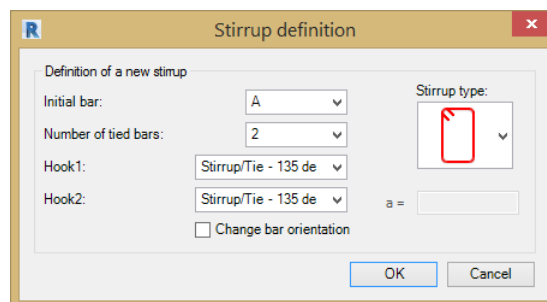 Stirrup definition
Definition of a new stirrup
Initial bar:
A
Stirrup type:
Number of tied bars:
2
Hook1:
Stirrup/Tie - 135 de
Hook2:
Stirrup/Tie - 135 de
a =
Change bar orientation
OK
Cancel